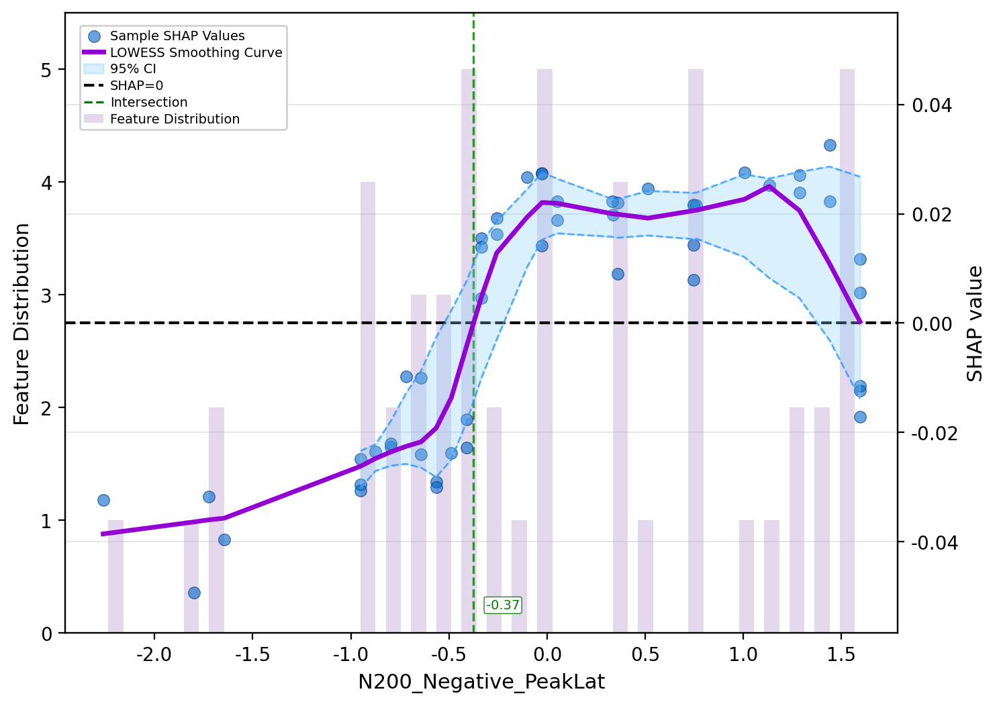 Sample SHAP Values
LOWESS Smoothing Curve
95% CI
SHAP=0
Intersection
Feature Distribution
5
4
3
2
1
0
Feature Distribution
0.04
0.02
0.00
-0.02
-0.04
SHAP value
-0.37
-2.0 -1.5 -1.0 -0.5 0.0 0.5 1.0 1.5
N200_Negative_PeakLat